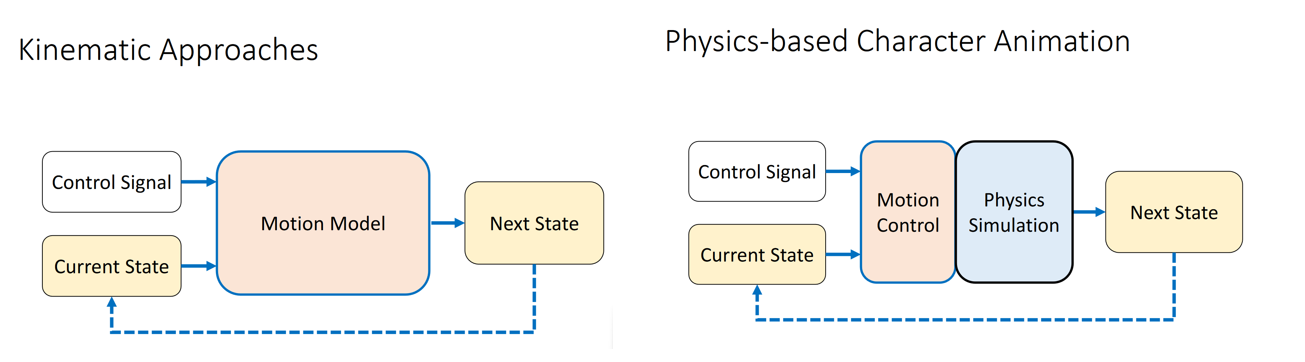 Kinematic Approaches
Control Signal
Current State
Motion Model
Next State
Physics-based Character Animation
Control Signal
Current State
Motion
Control
Physics
Simulation
Next State